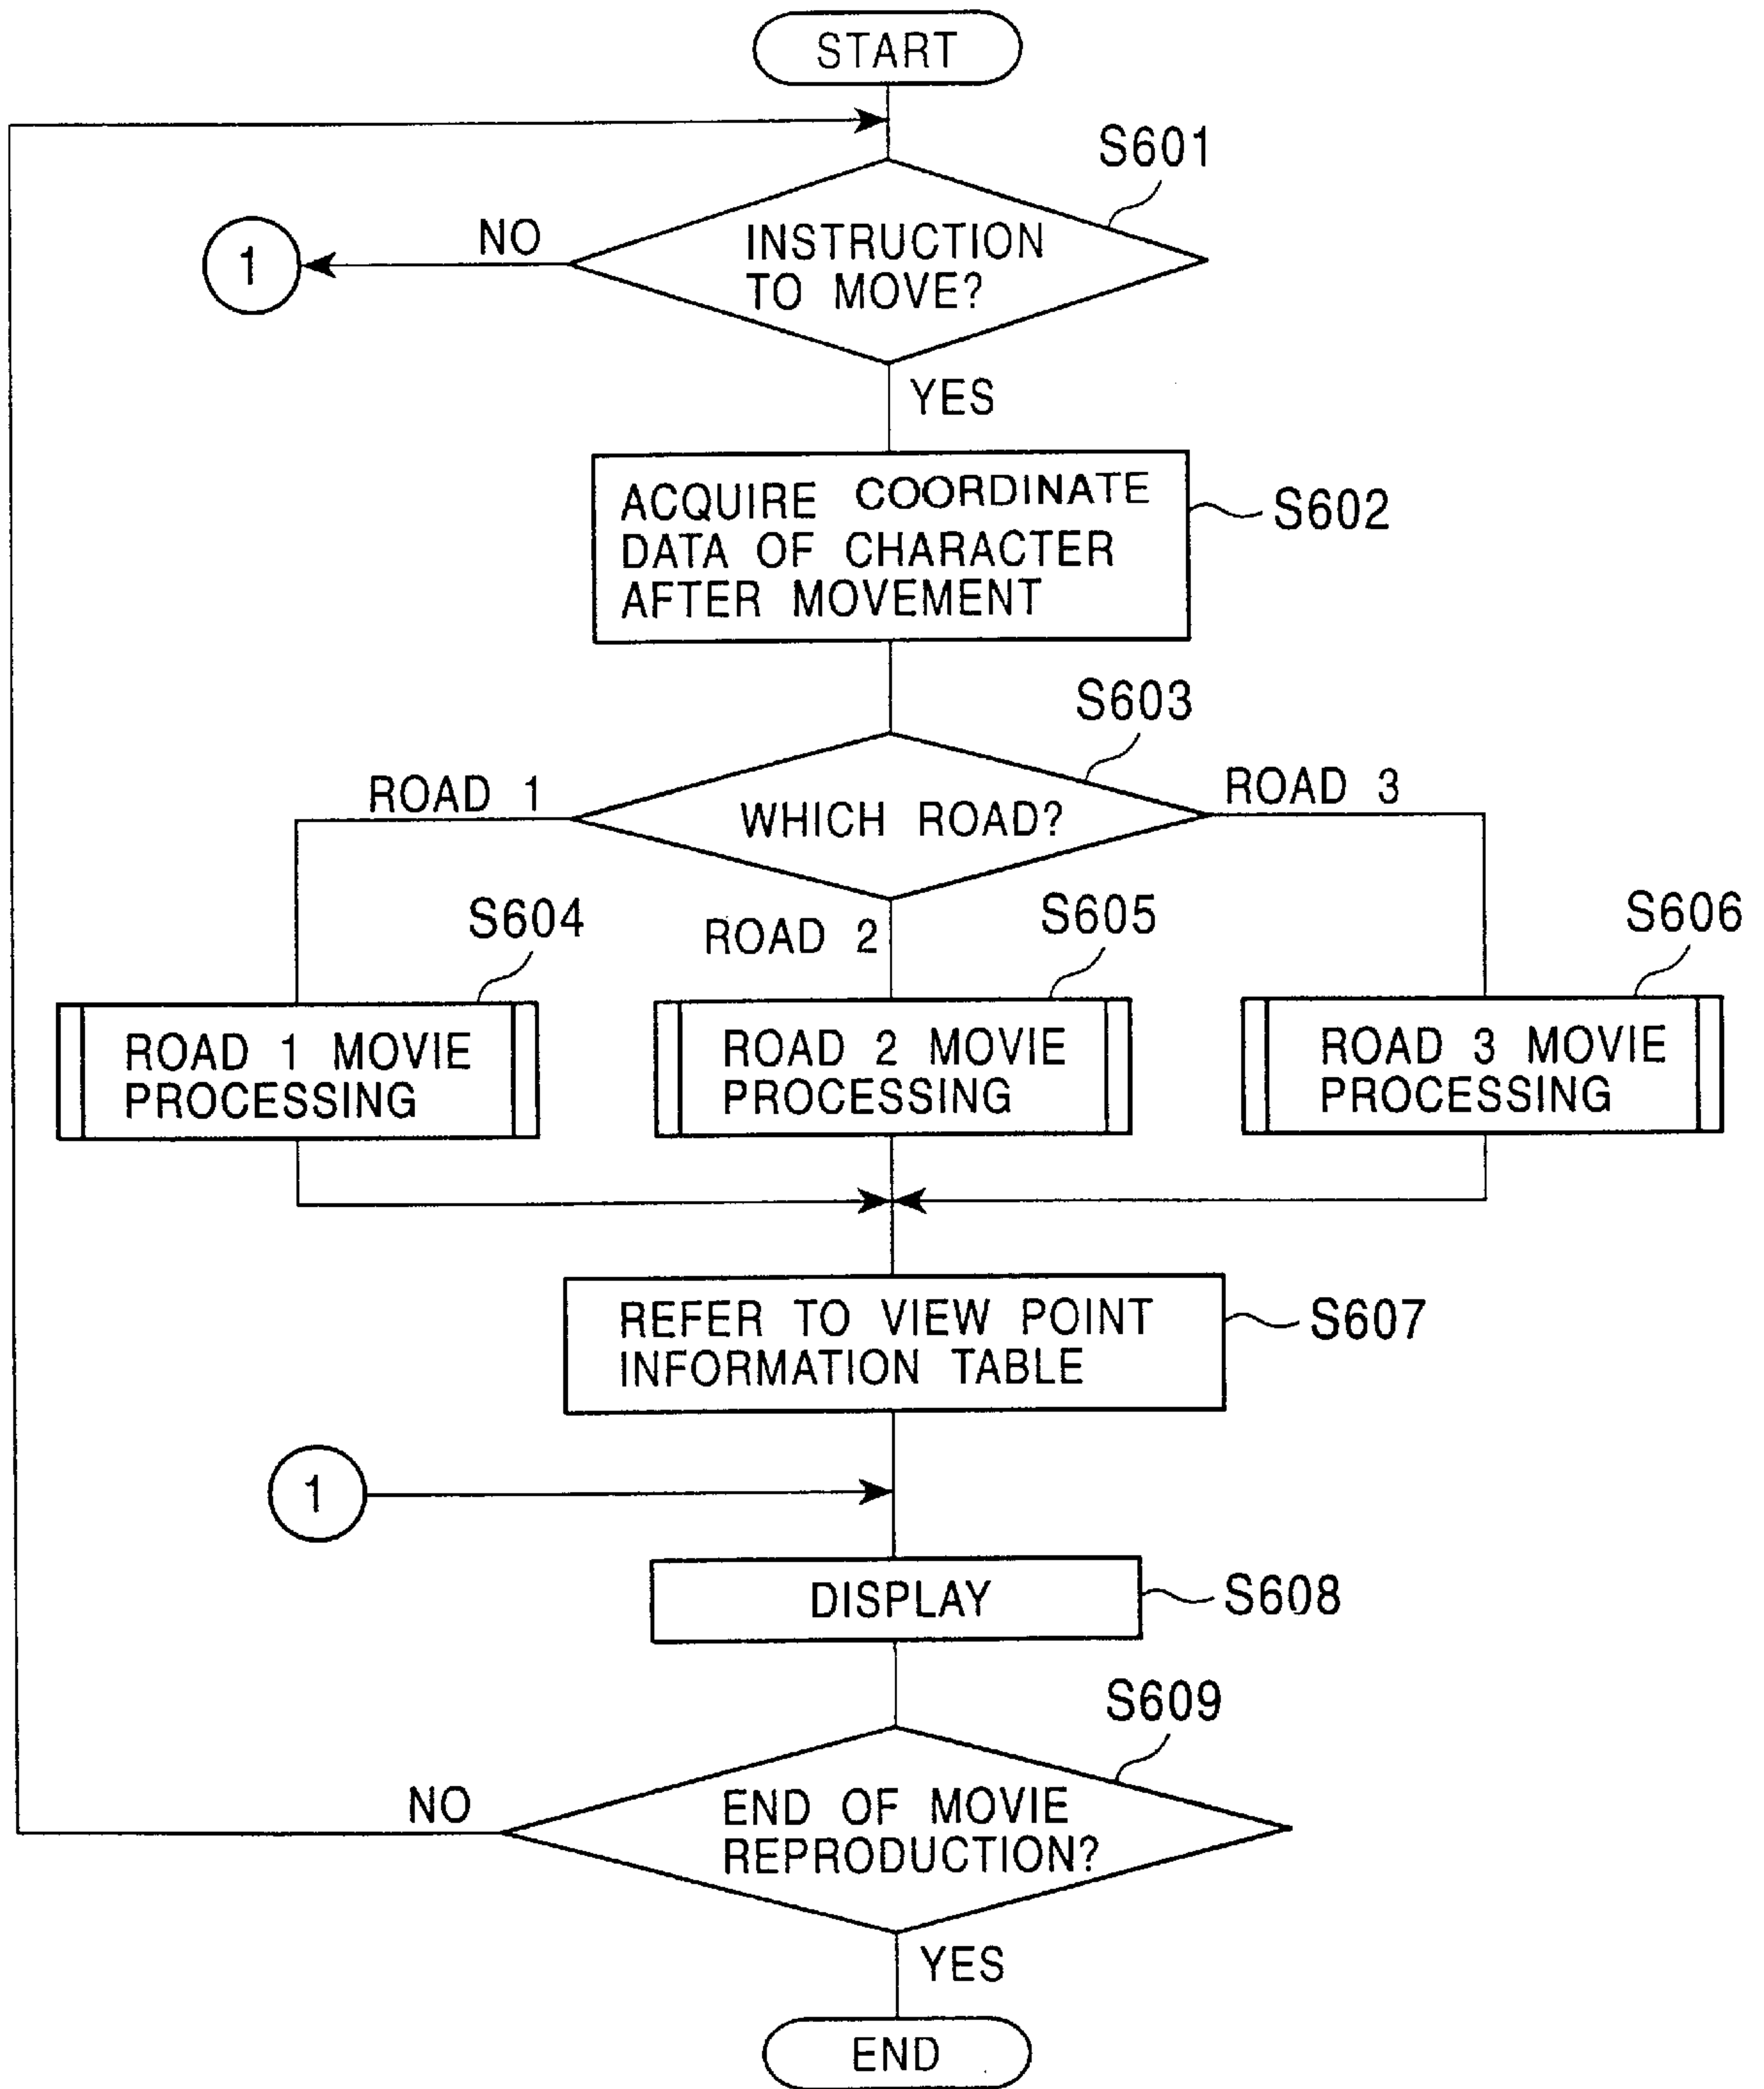 START
S601
NO
1
INSTRUCTION
TO MOVE?
YES
ACQUIRE COORDINATE
DATA OF CHARACTER
AFTER MOVEMENT
S602
S603
ROAD 1
WHICH ROAD?
ROAD 3
ROAD 2
S604
S605
S606
ROAD 1 MOVIE
PROCESSING
ROAD 2 MOVIE
PROCESSING
ROAD 3 MOVIE
PROCESSING
REFER TO VIEW POINT
INFORMATION TABLE
S607
1
DISPLAY
S608
S609
NO
END OF MOVIE
REPRODUCTION?
YES
END